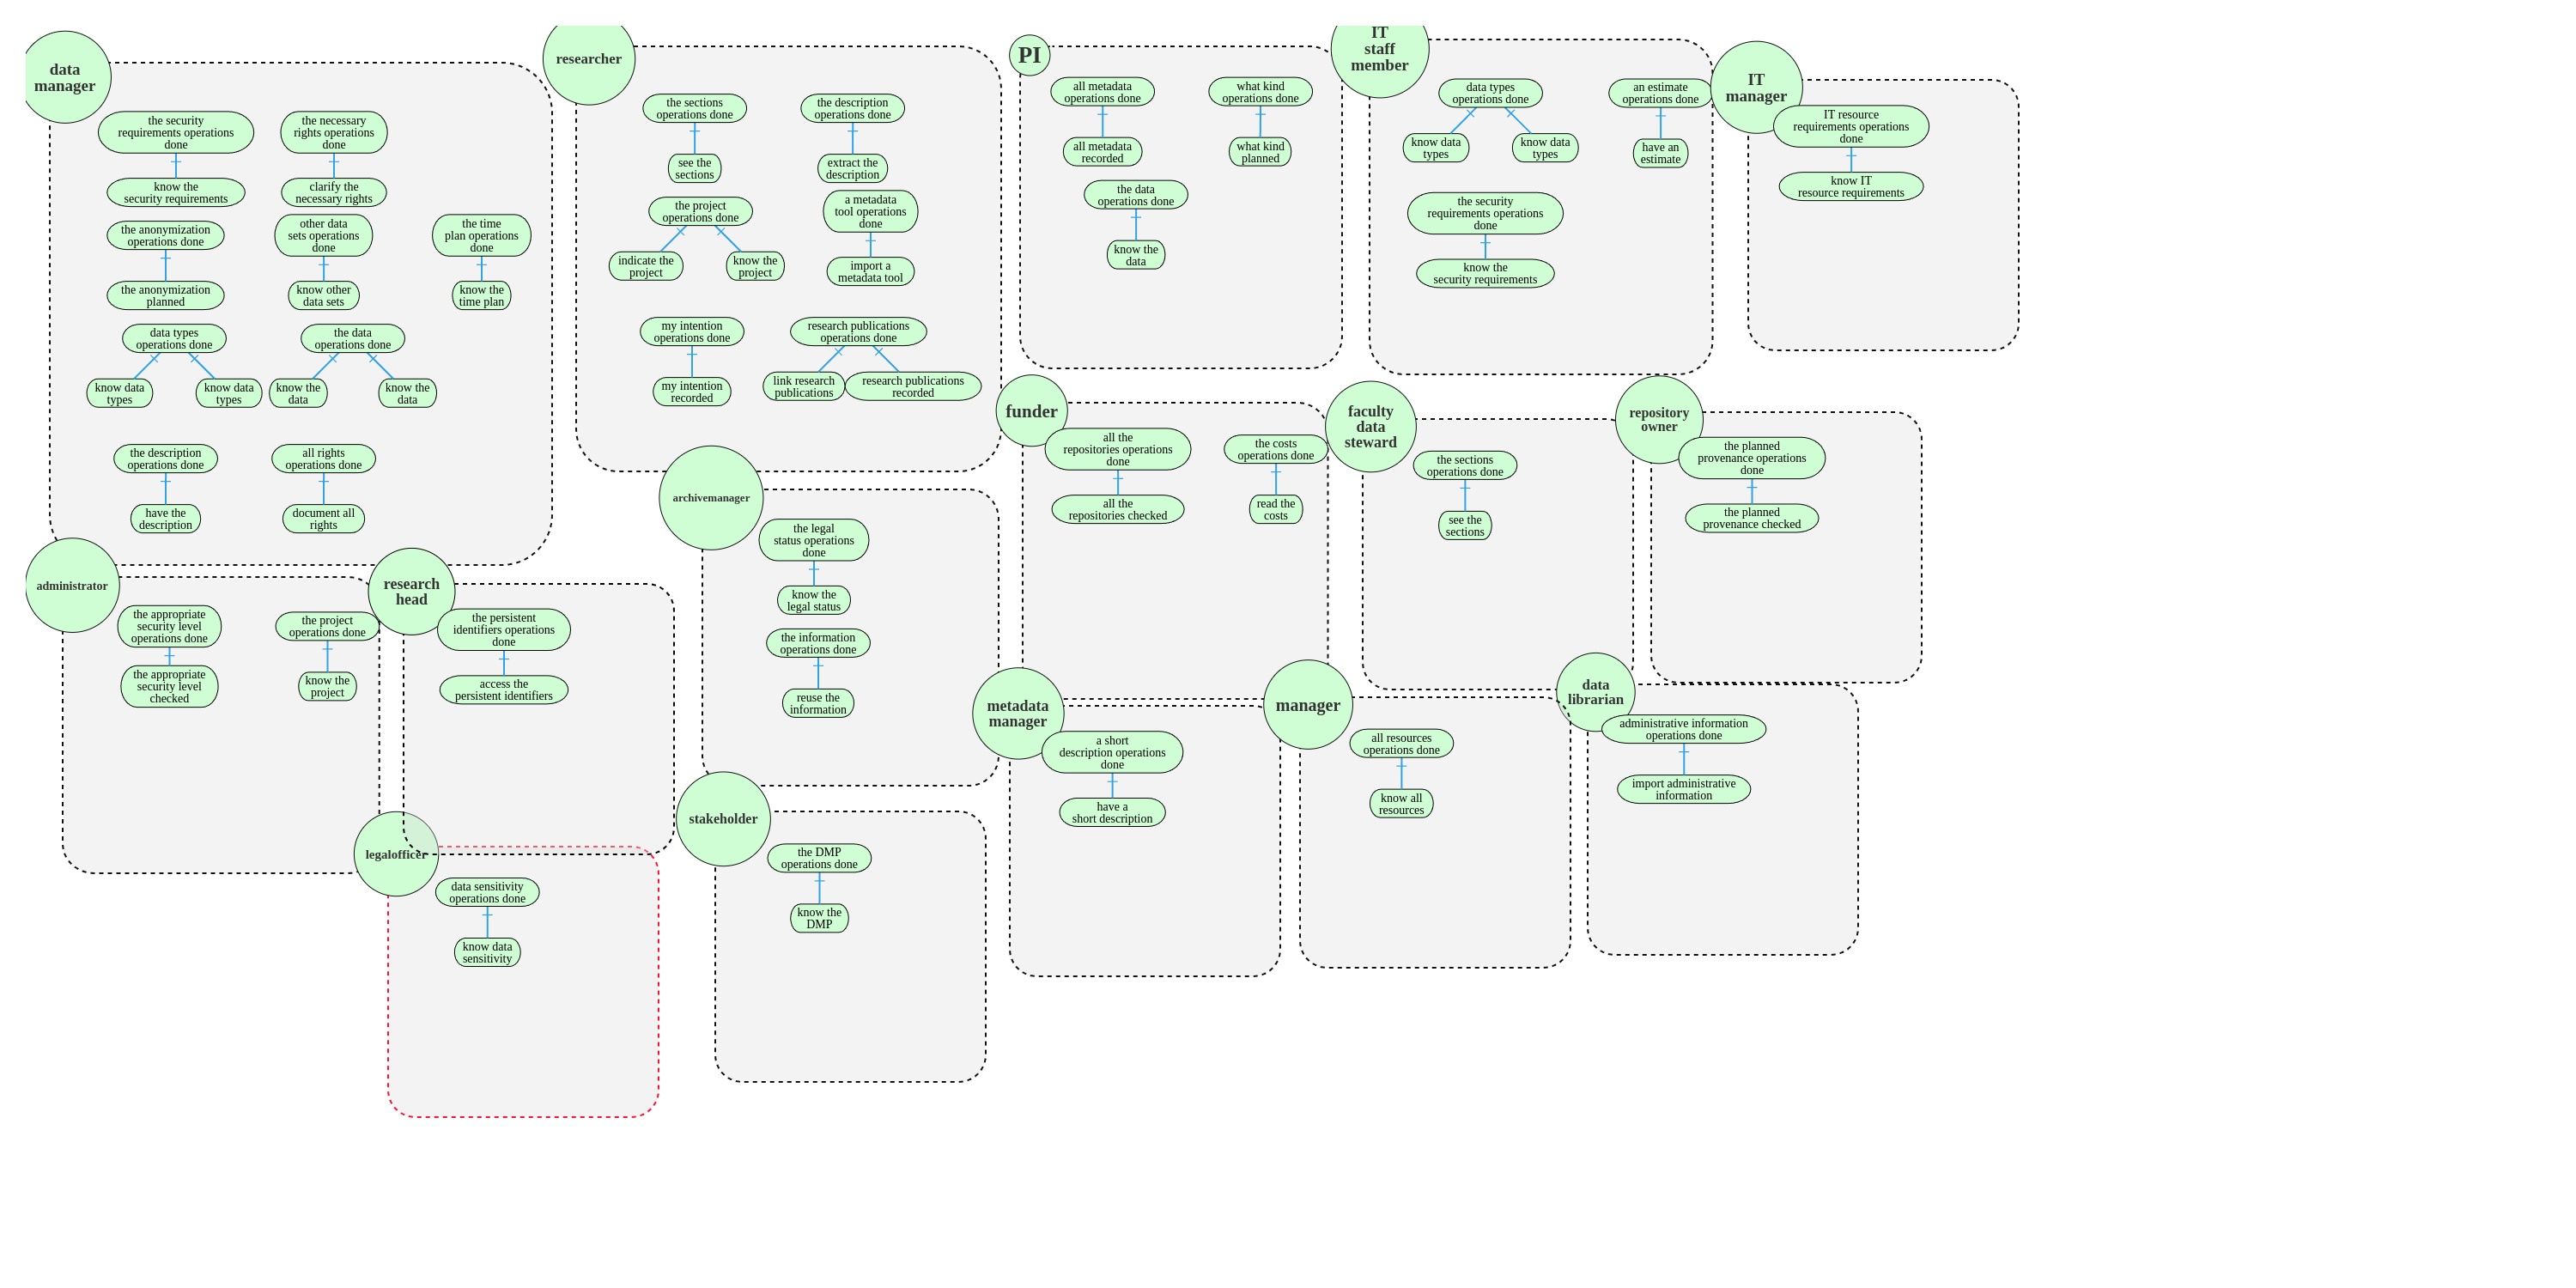 data
manager
the security
requirements operations
done
know the
security requirements
the necessary
rights operations
done
clarify the
necessary rights
the anonymization
operations done
the anonymization
planned
other data
sets operations
done
know other
data sets
the time
plan operations
done
know the
time plan
data types
operations done
know data
types
know data
types
the data
operations done
know the
data
know the
data
the description
operations done
have the
description
all rights
operations done
document all
rights
researcher
the sections
operations done
see the
sections
the description
operations done
extract the
description
the project
operations done
indicate the
project
know the
project
a metadata
tool operations
done
import a
metadata tool
my intention
operations done
my intention
recorded
research publications
operations done
link research
publications
research publications
recorded
PI
all metadata
operations done
all metadata
recorded
what kind
operations done
what kind
planned
the data
operations done
know the
data
IT
staff
member
data types
operations done
know data
types
know data
types
an estimate
operations done
have an
estimate
the security
requirements operations
done
know the
security requirements
IT
manager
IT resource
requirements operations
done
know IT
resource requirements
funder
all the
repositories operations
done
all the
repositories checked
the costs
operations done
read the
costs
faculty
data
steward
the sections
operations done
see the
sections
repository
owner
the planned
provenance operations
done
the planned
provenance checked
archivemanager
the legal
status operations
done
know the
legal status
the information
operations done
reuse the
information
administrator
the appropriate
security level
operations done
the appropriate
security level
checked
the project
operations done
know the
project
research
head
the persistent
identifiers operations
done
access the
persistent identifiers
metadata
manager
a short
description operations
done
have a
short description
manager
all resources
operations done
know all
resources
data
librarian
administrative information
operations done
import administrative
information
legalofficer
data sensitivity
operations done
know data
sensitivity
stakeholder
the DMP
operations done
know the
DMP